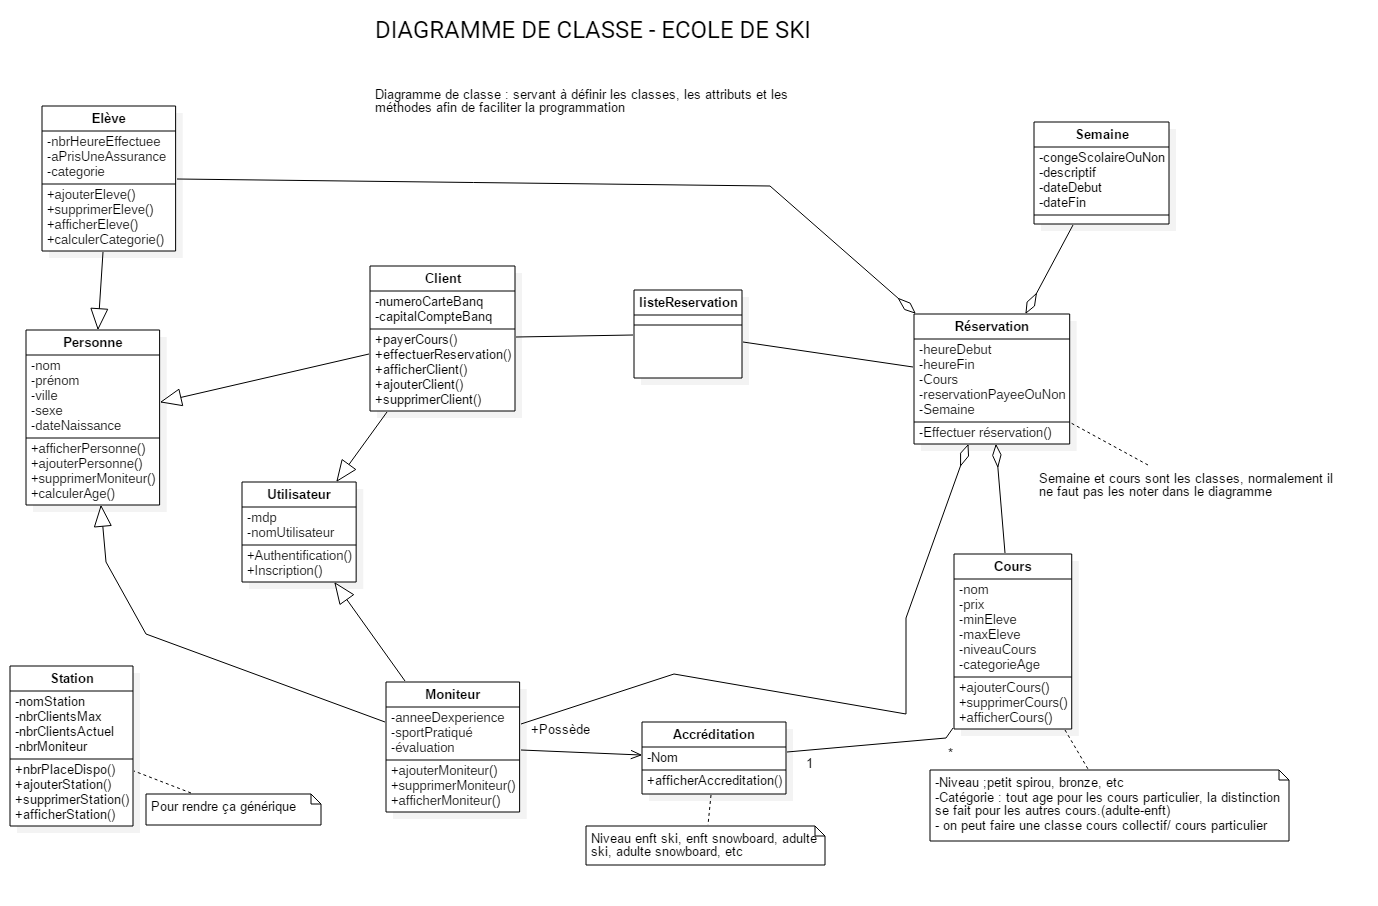 DIAGRAMME DE CLASSE - ECOLE DE SKI
Diagramme de classe : servant à définir les classes, les attributs et les
méthodes afin de faciliter la programmation
Elève
-nbrHeureEffectuee
-aPrisUneAssurance
-categorie
+ajouterEleve()
+supprimerEleve()
+afficherEleve()
+calculerCategorie()
Semaine
-congeScolaireOuNon
-descriptif
-dateDebut
-dateFin
Client
-numeroCarteBanq
-capitalCompteBanq
+payerCours()
+effectuerReservation()
+afficherClient()
+ajouterClient()
+supprimerClient()
listeReservation
Réservation
-heureDebut
-heureFin
-Cours
-reservationPayeeOuNon
-Semaine
-Effectuer réservation()
Personne
-nom
-prénom
-ville
-sexe
-dateNaissance
+afficherPersonne()
+ajouterPersonne()
+supprimerMoniteur()
+calculerAge()
Semaine et cours sont les classes, normalement il
ne faut pas les noter dans le diagramme
Utilisateur
-mdp
-nomUtilisateur
+Authentification()
+Inscription()
Cours
-nom
-prix
-minEleve
-maxEleve
-niveauCours
-categorieAge
+ajouterCours()
+supprimerCours()
+afficherCours()
Station
-nomStation
-nbrClientsMax
-nbrClientsActuel
-nbrMoniteur
+nbrPlaceDispo()
+ajouterStation()
+supprimerStation()
+afficherStation()
Pour rendre ça générique
Moniteur
-anneeDexperience
-sportPratiqué
-évaluation
+ajouterMoniteur()
+supprimerMoniteur()
+afficherMoniteur()
+Possède
Accréditation
-Nom
+afficherAccreditation()
1
*
Niveau enft ski, enft snowboard, adulte
ski, adulte snowboard, etc
-Niveau ;petit spirou, bronze, etc
-Catégorie : tout age pour les cours particulier, la distinction
se fait pour les autres cours.(adulte-enft)
- on peut faire une classe cours collectif/ cours particulier